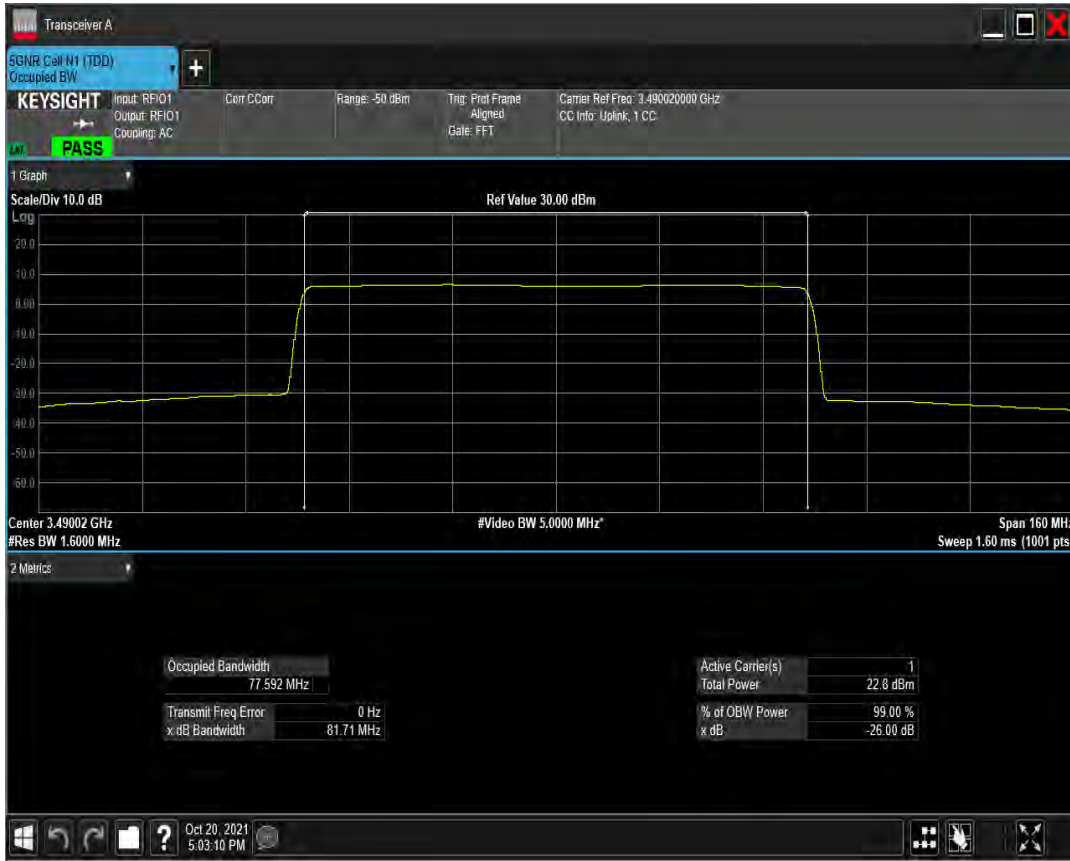 Transceiver A
5GNR Cell N1 (TDD)
Occupied BW
+
KEYSIGHT
Input: RFIO1
Output: RFIO1
Coupling: AC
Corr CCorr
Range: -50 dBm
Trig: Prot Frame
Aligned
Gate: FFT
Carrier Ref Freq: 3.490020000 GHz
CC Info: Uplink, 1 CC
PASS
1 Graph
Scale/Div 10.0 dB
Ref Value 30.00 dBm
Log
20.0
10.0
0.00
-10.0
-20.0
-30.0
-40.0
-50.0
-60.0
Center 3.49002 GHz
#Video BW 5.0000 MHz*
Span 160 MHz
#Res BW 1.6000 MHz
Sweep 1.60 ms (1001 pts
2 Metrics
Occupied Bandwidth
77.592 MHz
Transmit Freq Error 0 Hz
x dB Bandwidth 81.71 MHz
Active Carrier(s) 1
Total Power 22.8 dBm
% of OBW Power 99.00 %
x dB -26.00 dB
?
Oct 20, 2021
5:03:10 PM